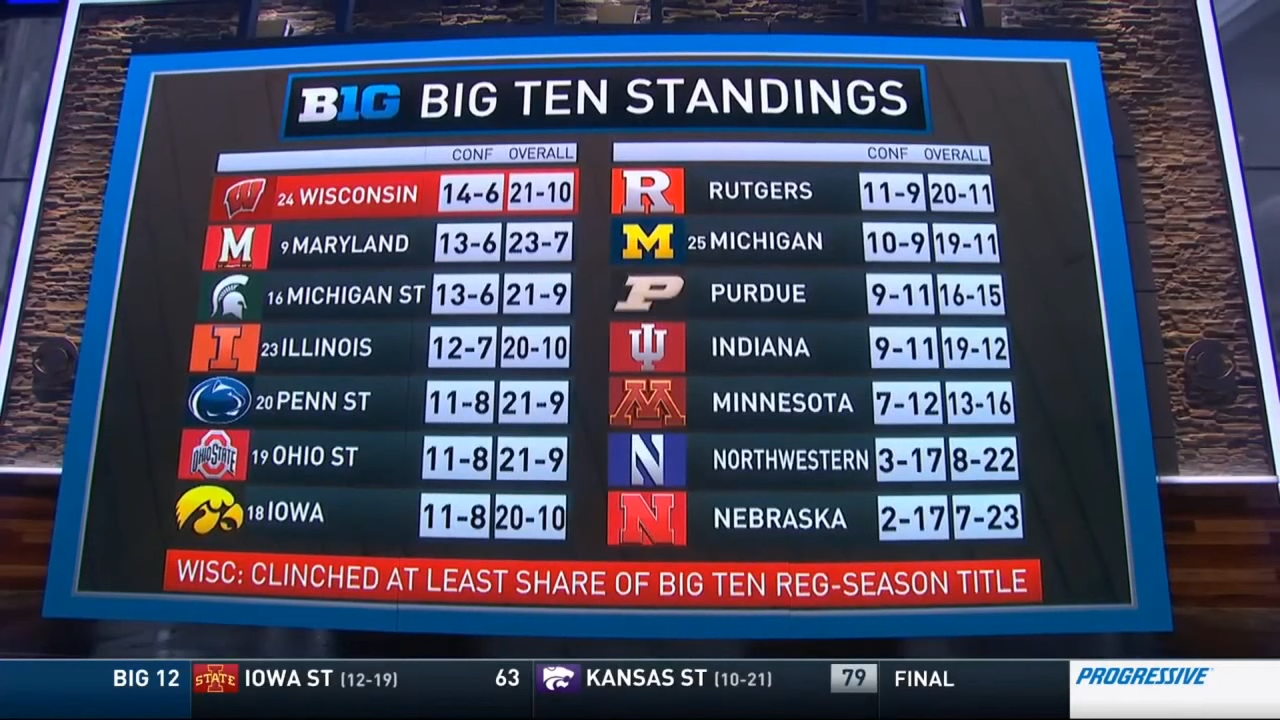 B1G BIG TEN STANDINGS
CONF OVERALL
24 WISCONSIN 14-6 21-10
9 MARYLAND 13-6 23-7
16 MICHIGAN ST 13-6 21-9
23 ILLINOIS 12-7 20-10
20 PENN ST 11-8 21-9
19 OHIO ST 11-8 21-9
18 IOWA 11-8 20-10
CONF OVERALL
R RUTGERS 11-9 20-11
M 25 MICHIGAN 10-9 19-11
P PURDUE 9-11 16-15
INDIANA 9-11 19-12
M MINNESOTA 7-12 13-16
N NORTHWESTERN 3-17 8-22
N NEBRASKA 2-17 7-23
WISC: CLINCHED AT LEAST SHARE OF BIG TEN REG-SEASON TITLE
BIG 12 STATE IOWA ST (12-19) 63 KANSAS ST (10-21) 79 FINAL PROGRESSIVE